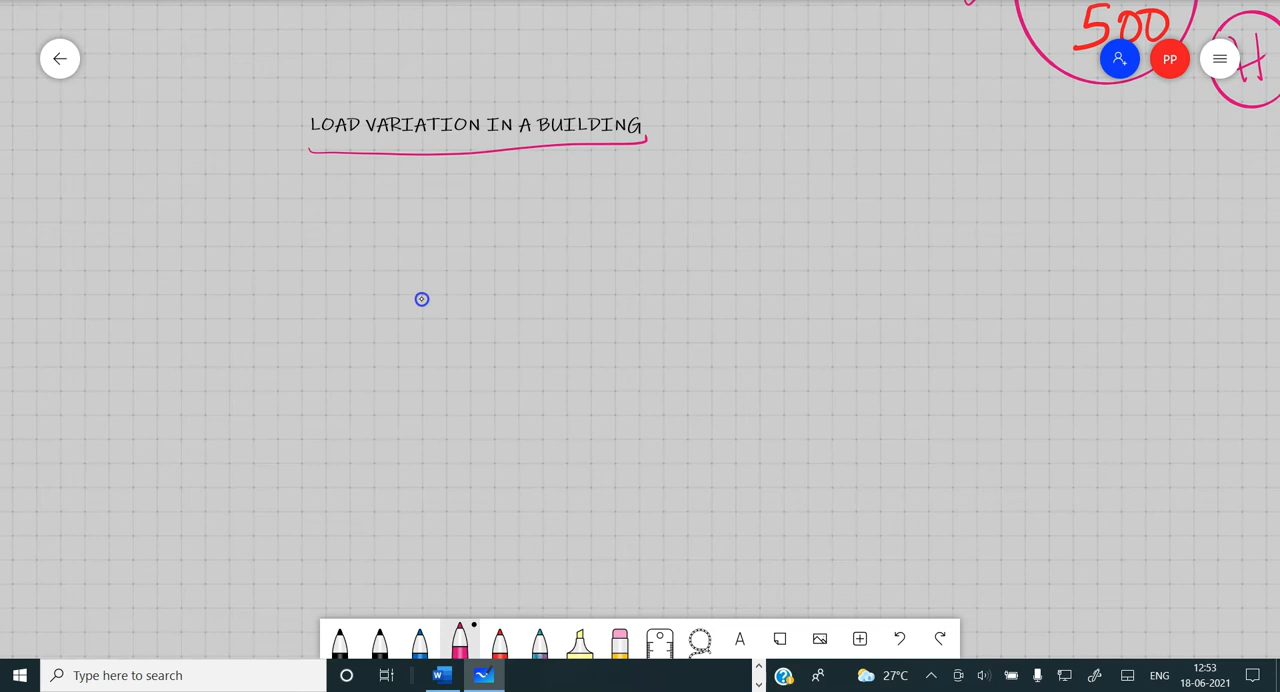 500
H
PP
LOAD VARIATION IN A BUILDING
A
Type here to search
27°C
ENG
12:53
18-06-2021